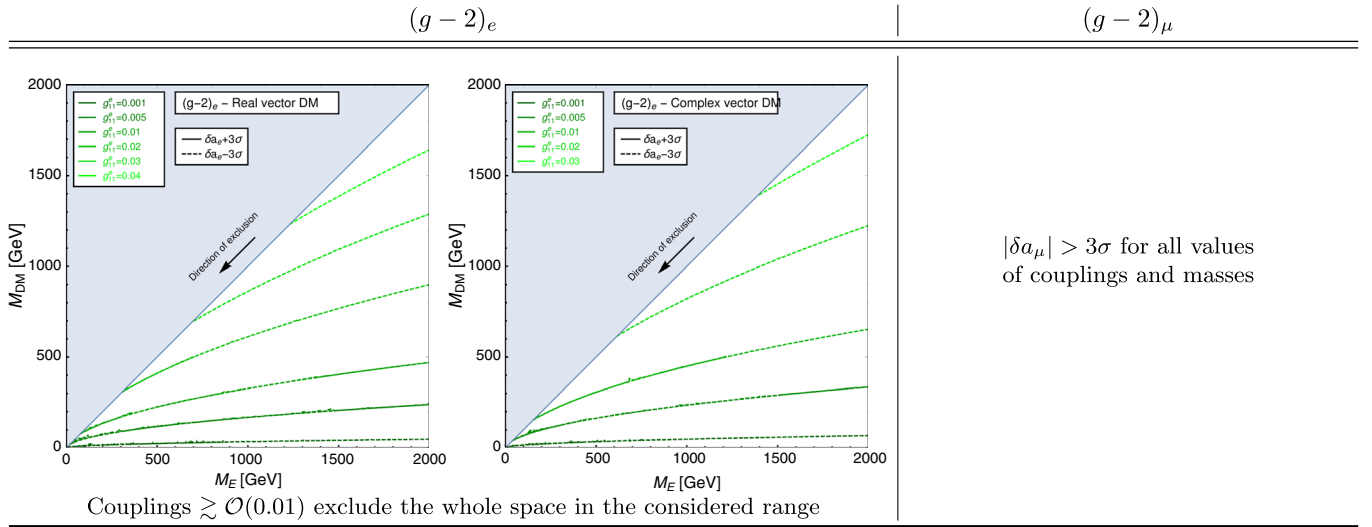 (g − 2)e
(g − 2)μ
2000
1500
1000
500
0
M_DM [GeV]
g^e_11=0.001
g^e_11=0.005
g^e_11=0.01
g^e_11=0.02
g^e_11=0.03
g^e_11=0.04
(g−2)e − Real vector DM
δae+3σ
δae−3σ
Direction of exclusion
0 500 1000 1500 2000
M_E [GeV]
2000
1500
1000
500
0
M_DM [GeV]
g^e_11=0.001
g^e_11=0.005
g^e_11=0.01
g^e_11=0.02
g^e_11=0.03
(g−2)e − Complex vector DM
δae+3σ
δae−3σ
Direction of exclusion
0 500 1000 1500 2000
M_E [GeV]
|δaμ| > 3σ for all values
of couplings and masses
Couplings ≳ 𝒪(0.01) exclude the whole space in the considered range